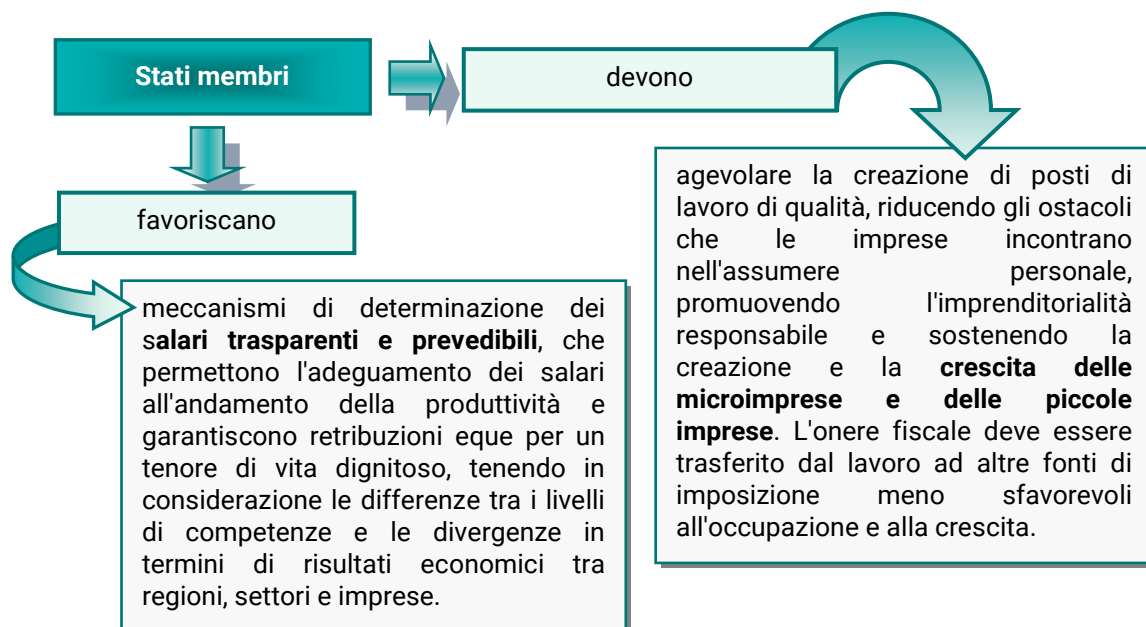 Stati membri
devono
favoriscano
agevolare la creazione di posti di
lavoro di qualità, riducendo gli ostacoli
che le imprese incontrano
nell'assumere personale,
promuovendo l'imprenditorialità
responsabile e sostenendo la
creazione e la crescita delle
microimprese e delle piccole
imprese. L'onere fiscale deve essere
trasferito dal lavoro ad altre fonti di
imposizione meno sfavorevoli
all'occupazione e alla crescita.
meccanismi di determinazione dei
salari trasparenti e prevedibili, che
permettono l'adeguamento dei salari
all'andamento della produttività e
garantiscono retribuzioni eque per un
tenore di vita dignitoso, tenendo in
considerazione le differenze tra i livelli
di competenze e le divergenze in
termini di risultati economici tra
regioni, settori e imprese.